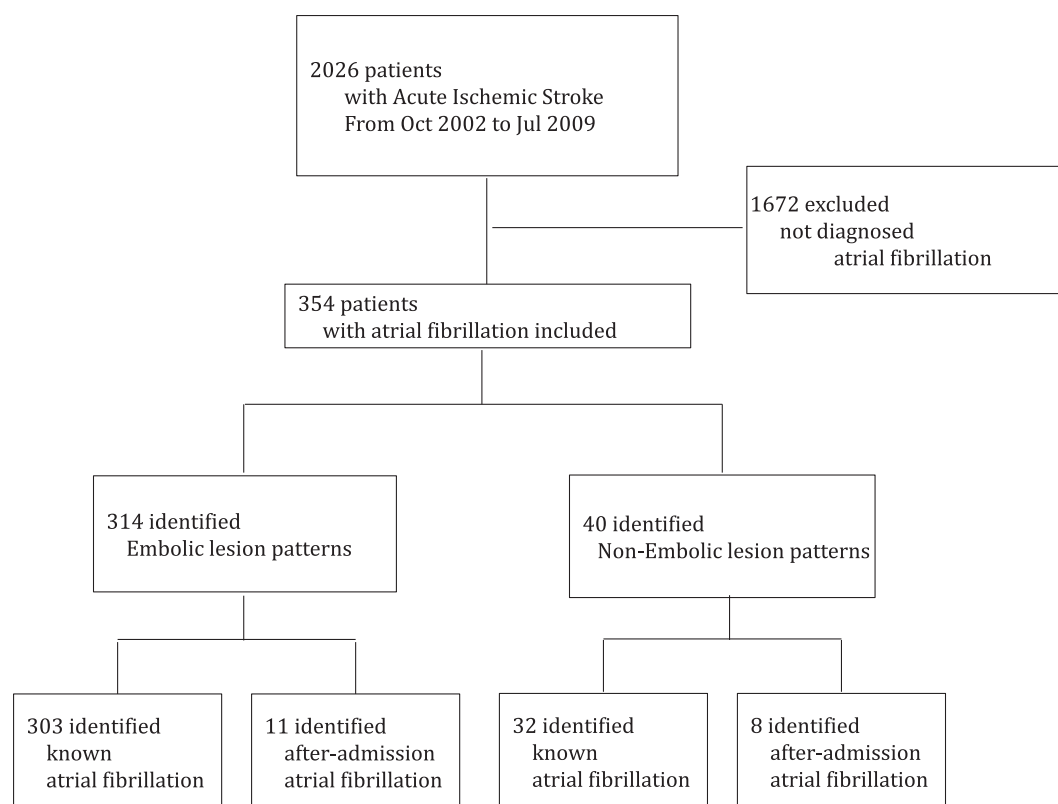 2026 patients
with Acute Ischemic Stroke
From Oct 2002 to Jul 2009
1672 excluded
not diagnosed
atrial fibrillation
354 patients
with atrial fibrillation included
314 identified
Embolic lesion patterns
40 identified
Non-Embolic lesion patterns
303 identified
known
atrial fibrillation
11 identified
after-admission
atrial fibrillation
32 identified
known
atrial fibrillation
8 identified
after-admission
atrial fibrillation